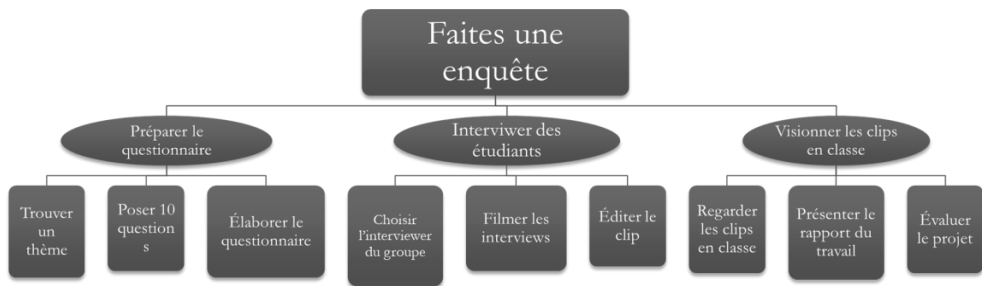 Faites une
enquête
Préparer le
questionnaire
Interviwer des
étudiants
Visionner les clips
en classe
Trouver
un
thème
Poser 10
question
s
Élaborer le
questionnaire
Choisir
l'interviewer
du groupe
Filmer les
interviews
Éditer le
clip
Regarder
les clips
en classe
Présenter le
rapport du
travail
Évaluer
le projet